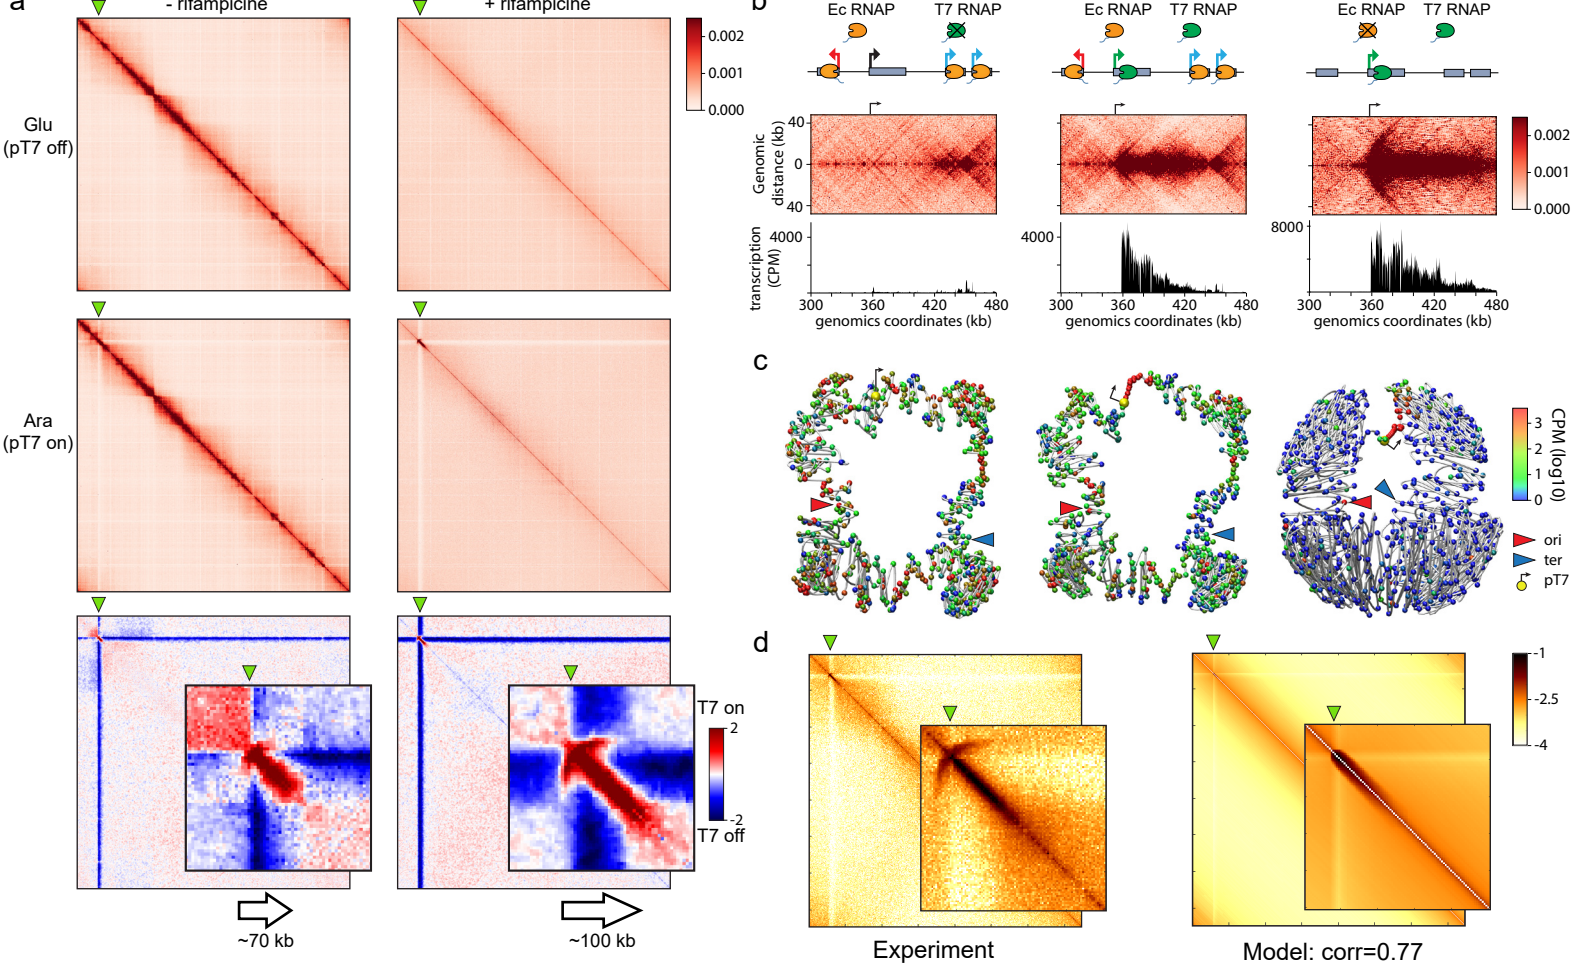 a
- rifampicine
+ rifampicine
0.002
0.001
0.000
Glu
(pT7 off)
Ara
(pT7 on)
T7 on
2
-2
T7 off
~70 kb
~100 kb
b
Ec RNAP T7 RNAP
Ec RNAP T7 RNAP
Ec RNAP T7 RNAP
Genomic
distance (kb)
40
0
40
0.002
0.001
0.000
transcription
(CPM)
4000
4000
8000
300 360 420 480
300 360 420 480
300 360 420 480
genomics coordinates (kb)
genomics coordinates (kb)
genomics coordinates (kb)
c
3
2
1
0
CPM (log10)
ori
ter
pT7
d
-1
-2.5
-4
Experiment
Model: corr=0.77